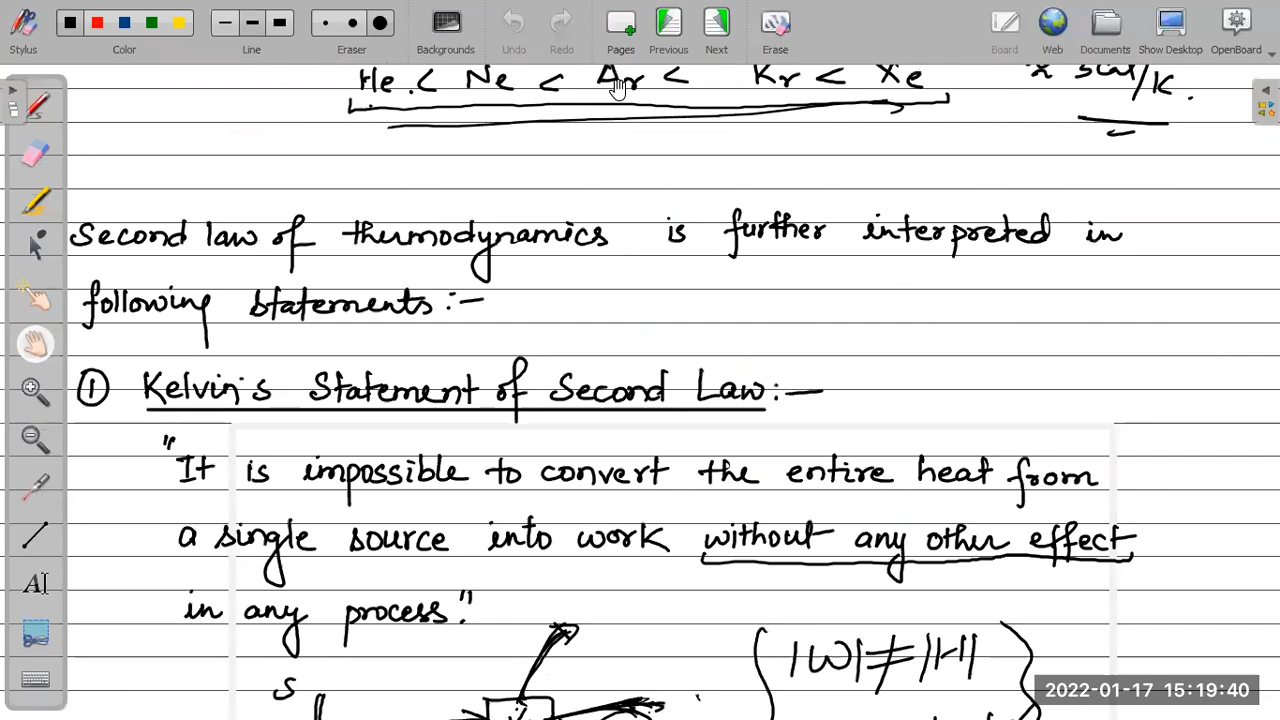 Stylus
Color
Line
Eraser
Backgrounds
Undo
Redo
Pages
Previous
Next
Erase
Board
Web
Documents
Show Desktop
OpenBoard
He < Ne < Ar < Kr < Xe
/K.
Second law of thermodynamics is further interpreted in
following statements :-
① Kelvin's Statement of Second Law :-
"It is impossible to convert the entire heat from
a single source into work without any other effect
in any process."
|W| ≠ |H|
S
2022-01-17 15:19:40